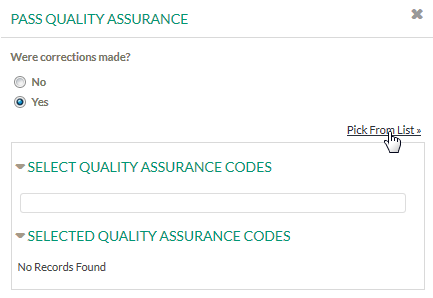 PASS QUALITY ASSURANCE
Were corrections made?
No
Yes
Pick From List »
SELECT QUALITY ASSURANCE CODES
SELECTED QUALITY ASSURANCE CODES
No Records Found